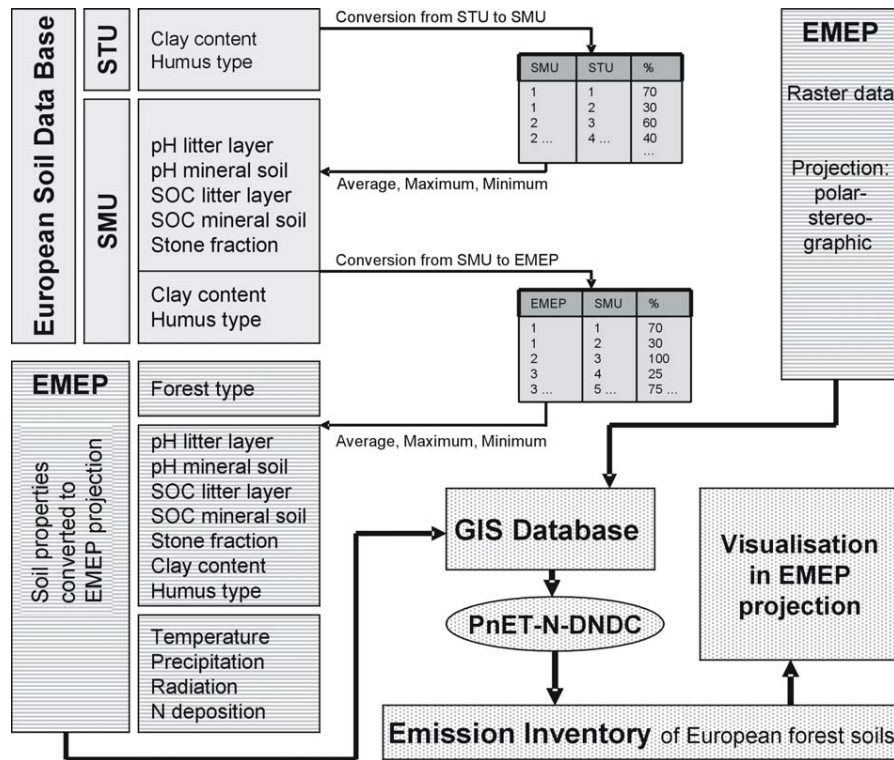 European Soil Data Base
STU
Clay content
Humus type
SMU
pH litter layer
pH mineral soil
SOC litter layer
SOC mineral soil
Stone fraction
Clay content
Humus type
Conversion from STU to SMU
SMU STU %
1 1 70
1 2 30
2 3 60
2 ... 4 ... 40
...
Average, Maximum, Minimum
Conversion from SMU to EMEP
EMEP SMU %
1 1 70
1 2 30
2 3 100
3 4 25
3 ... 5 ... 75 ...
Average, Maximum, Minimum
EMEP
Raster data
Projection:
polar-
stereo-
graphic
EMEP
Soil properties
converted to
EMEP projection
Forest type
pH litter layer
pH mineral soil
SOC litter layer
SOC mineral soil
Stone fraction
Clay content
Humus type
Temperature
Precipitation
Radiation
N deposition
GIS Database
PnET-N-DNDC
Visualisation
in EMEP
projection
Emission Inventory of European forest soils